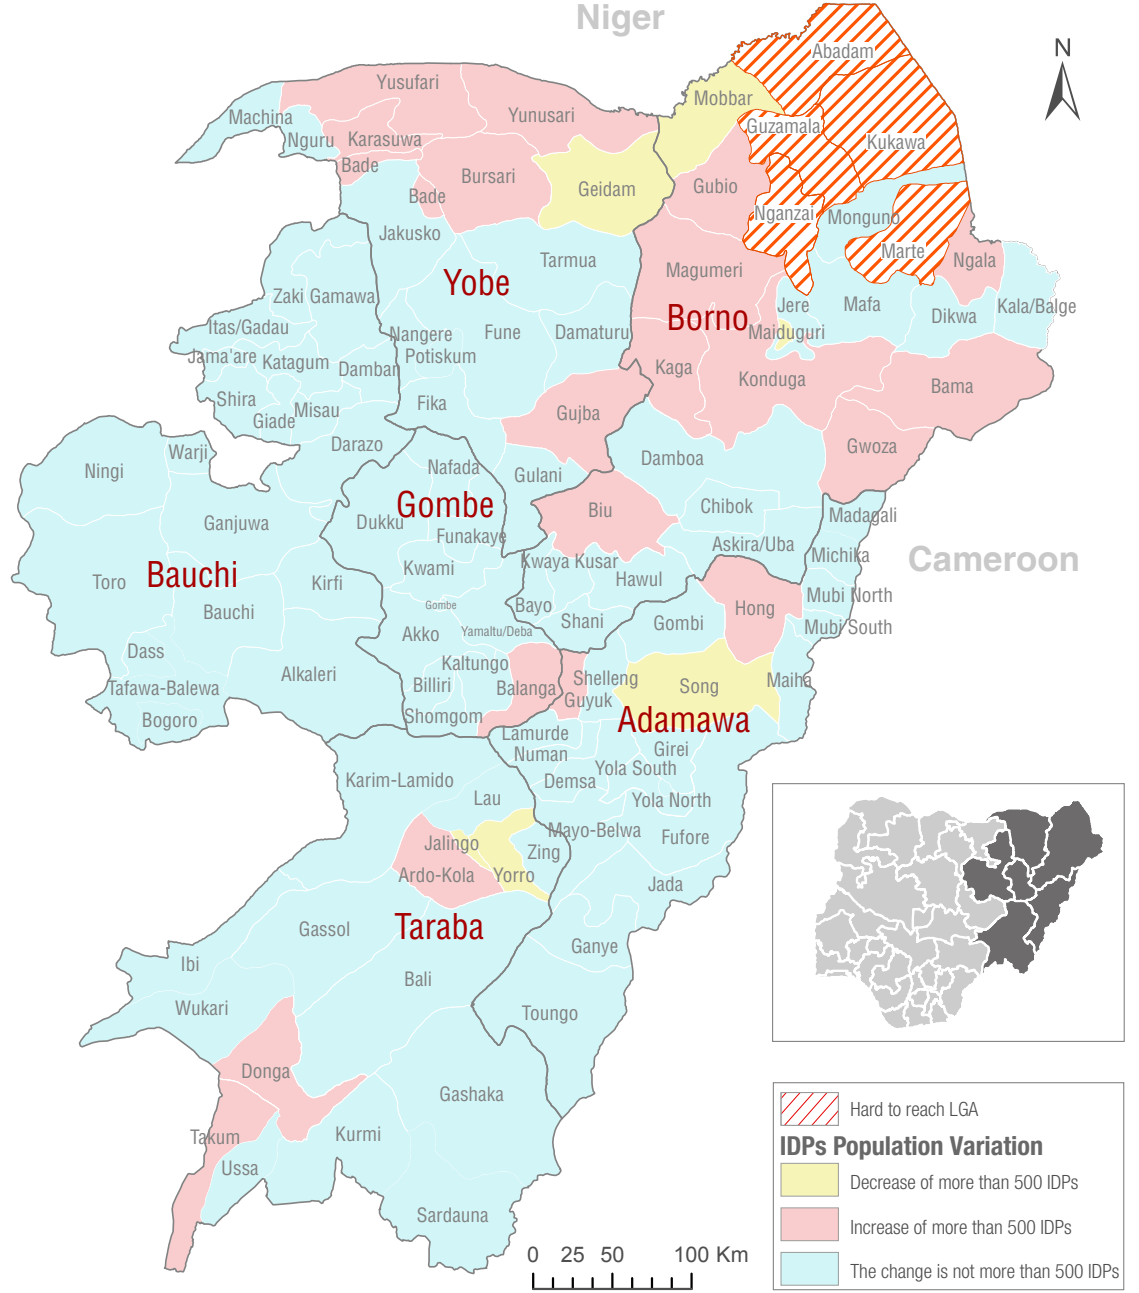 Niger
N
Abadam
Yusufari
Mobbar
Machina
Yunusari
Guzamala
Nguru
Karasuwa
Kukawa
Bade
Bursari
Geidam
Gubio
Bade
Nganzai
Monguno
Jakusko
Marte
Tarmua
Magumeri
Ngala
Yobe
Zaki
Gamawa
Jere
Mafa
Kala/Balge
Borno
Dikwa
Itas/Gadau
Nangere
Fune
Damaturu
Maiduguri
Jama'are
Katagum
Potiskum
Damban
Kaga
Konduga
Bama
Shira
Misau
Fika
Gujba
Giade
Darazo
Gwoza
Warji
Ningi
Nafada
Gulani
Damboa
Gombe
Biu
Chibok
Madagali
Ganjuwa
Dukku
Funakaye
Askira/Uba
Michika
Cameroon
Kwaya Kusar
Bauchi
Toro
Kirfi
Kwami
Hawul
Mubi North
Bauchi
Gombe
Bayo
Hong
Shani
Gombi
Mubi South
Akko
Yamaltu/Deba
Dass
Kaltungo
Alkaleri
Billiri
Balanga
Shelleng
Song
Maiha
Tafawa-Balewa
Guyuk
Bogoro
Shomgom
Adamawa
Lamurde
Numan
Girei
Karim-Lamido
Demsa
Yola South
Lau
Yola North
Mayo-Belwa
Fufore
Jalingo
Zing
Ardo-Kola
Yorro
Jada
Gassol
Taraba
Ganye
Ibi
Bali
Wukari
Toungo
Donga
Gashaka
Takum
Kurmi
Ussa
Sardauna
0 25 50 100 Km
Hard to reach LGA
IDPs Population Variation
Decrease of more than 500 IDPs
Increase of more than 500 IDPs
The change is not more than 500 IDPs